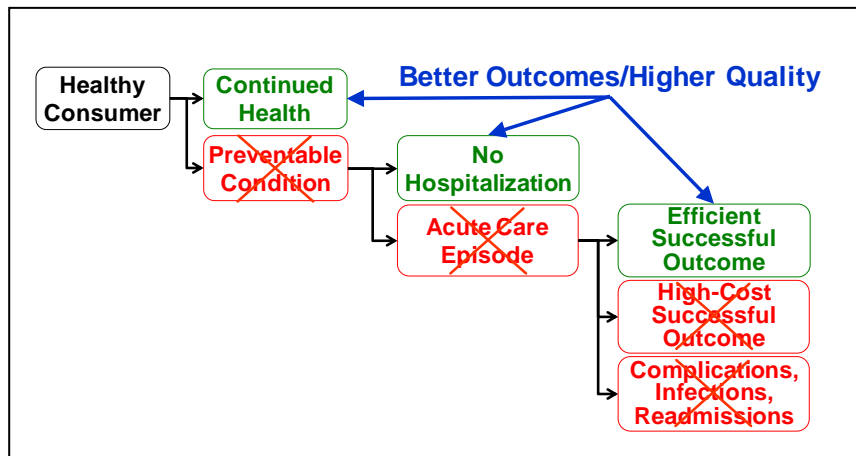 Better Outcomes/Higher Quality
Healthy
Consumer
Continued
Health
Preventable
Condition
No
Hospitalization
Acute Care
Episode
Efficient
Successful
Outcome
High-Cost
Successful
Outcome
Complications,
Infections,
Readmissions